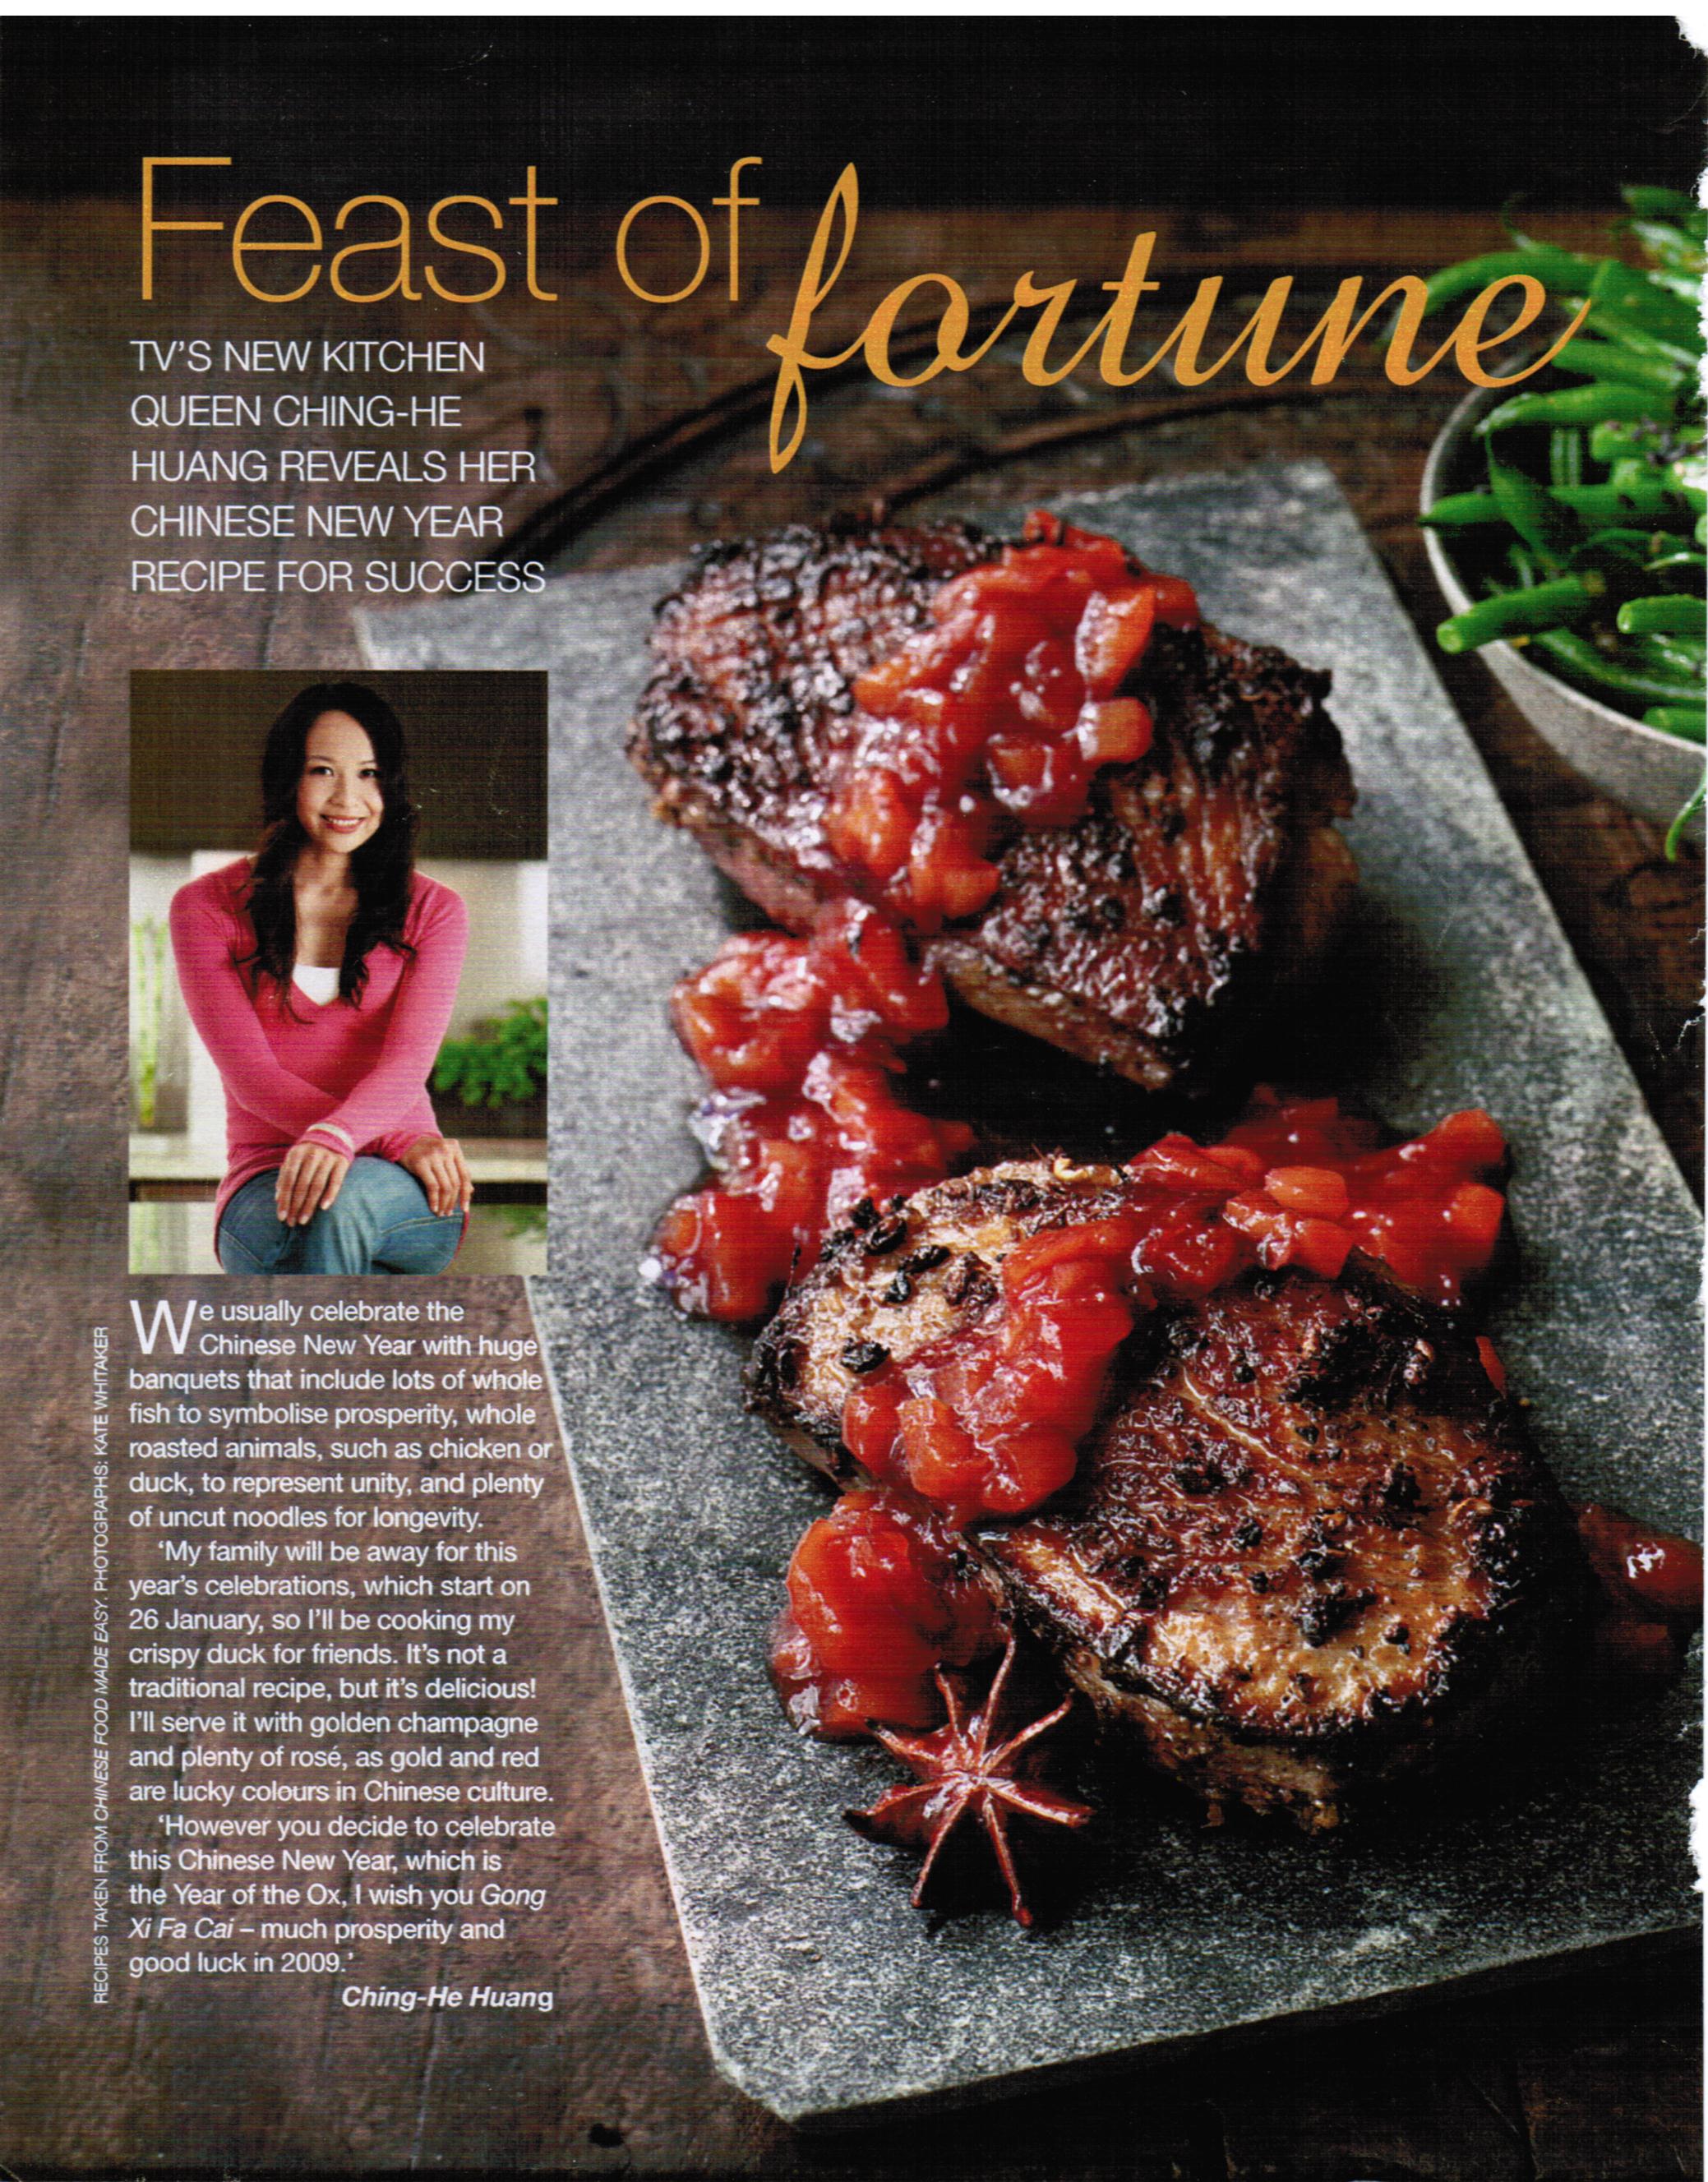 Feast of fortune
TV'S NEW KITCHEN
QUEEN CHING-HE
HUANG REVEALS HER
CHINESE NEW YEAR
RECIPE FOR SUCCESS
We usually celebrate the
Chinese New Year with huge
banquets that include lots of whole
fish to symbolise prosperity, whole
roasted animals, such as chicken or
duck, to represent unity, and plenty
of uncut noodles for longevity.
'My family will be away for this
year's celebrations, which start on
26 January, so I'll be cooking my
crispy duck for friends. It's not a
traditional recipe, but it's delicious!
I'll serve it with golden champagne
and plenty of rosé, as gold and red
are lucky colours in Chinese culture.
'However you decide to celebrate
this Chinese New Year, which is
the Year of the Ox, I wish you Gong
Xi Fa Cai – much prosperity and
good luck in 2009.'
Ching-He Huang
RECIPES TAKEN FROM CHINESE FOOD MADE EASY. PHOTOGRAPHS: KATE WHITAKER